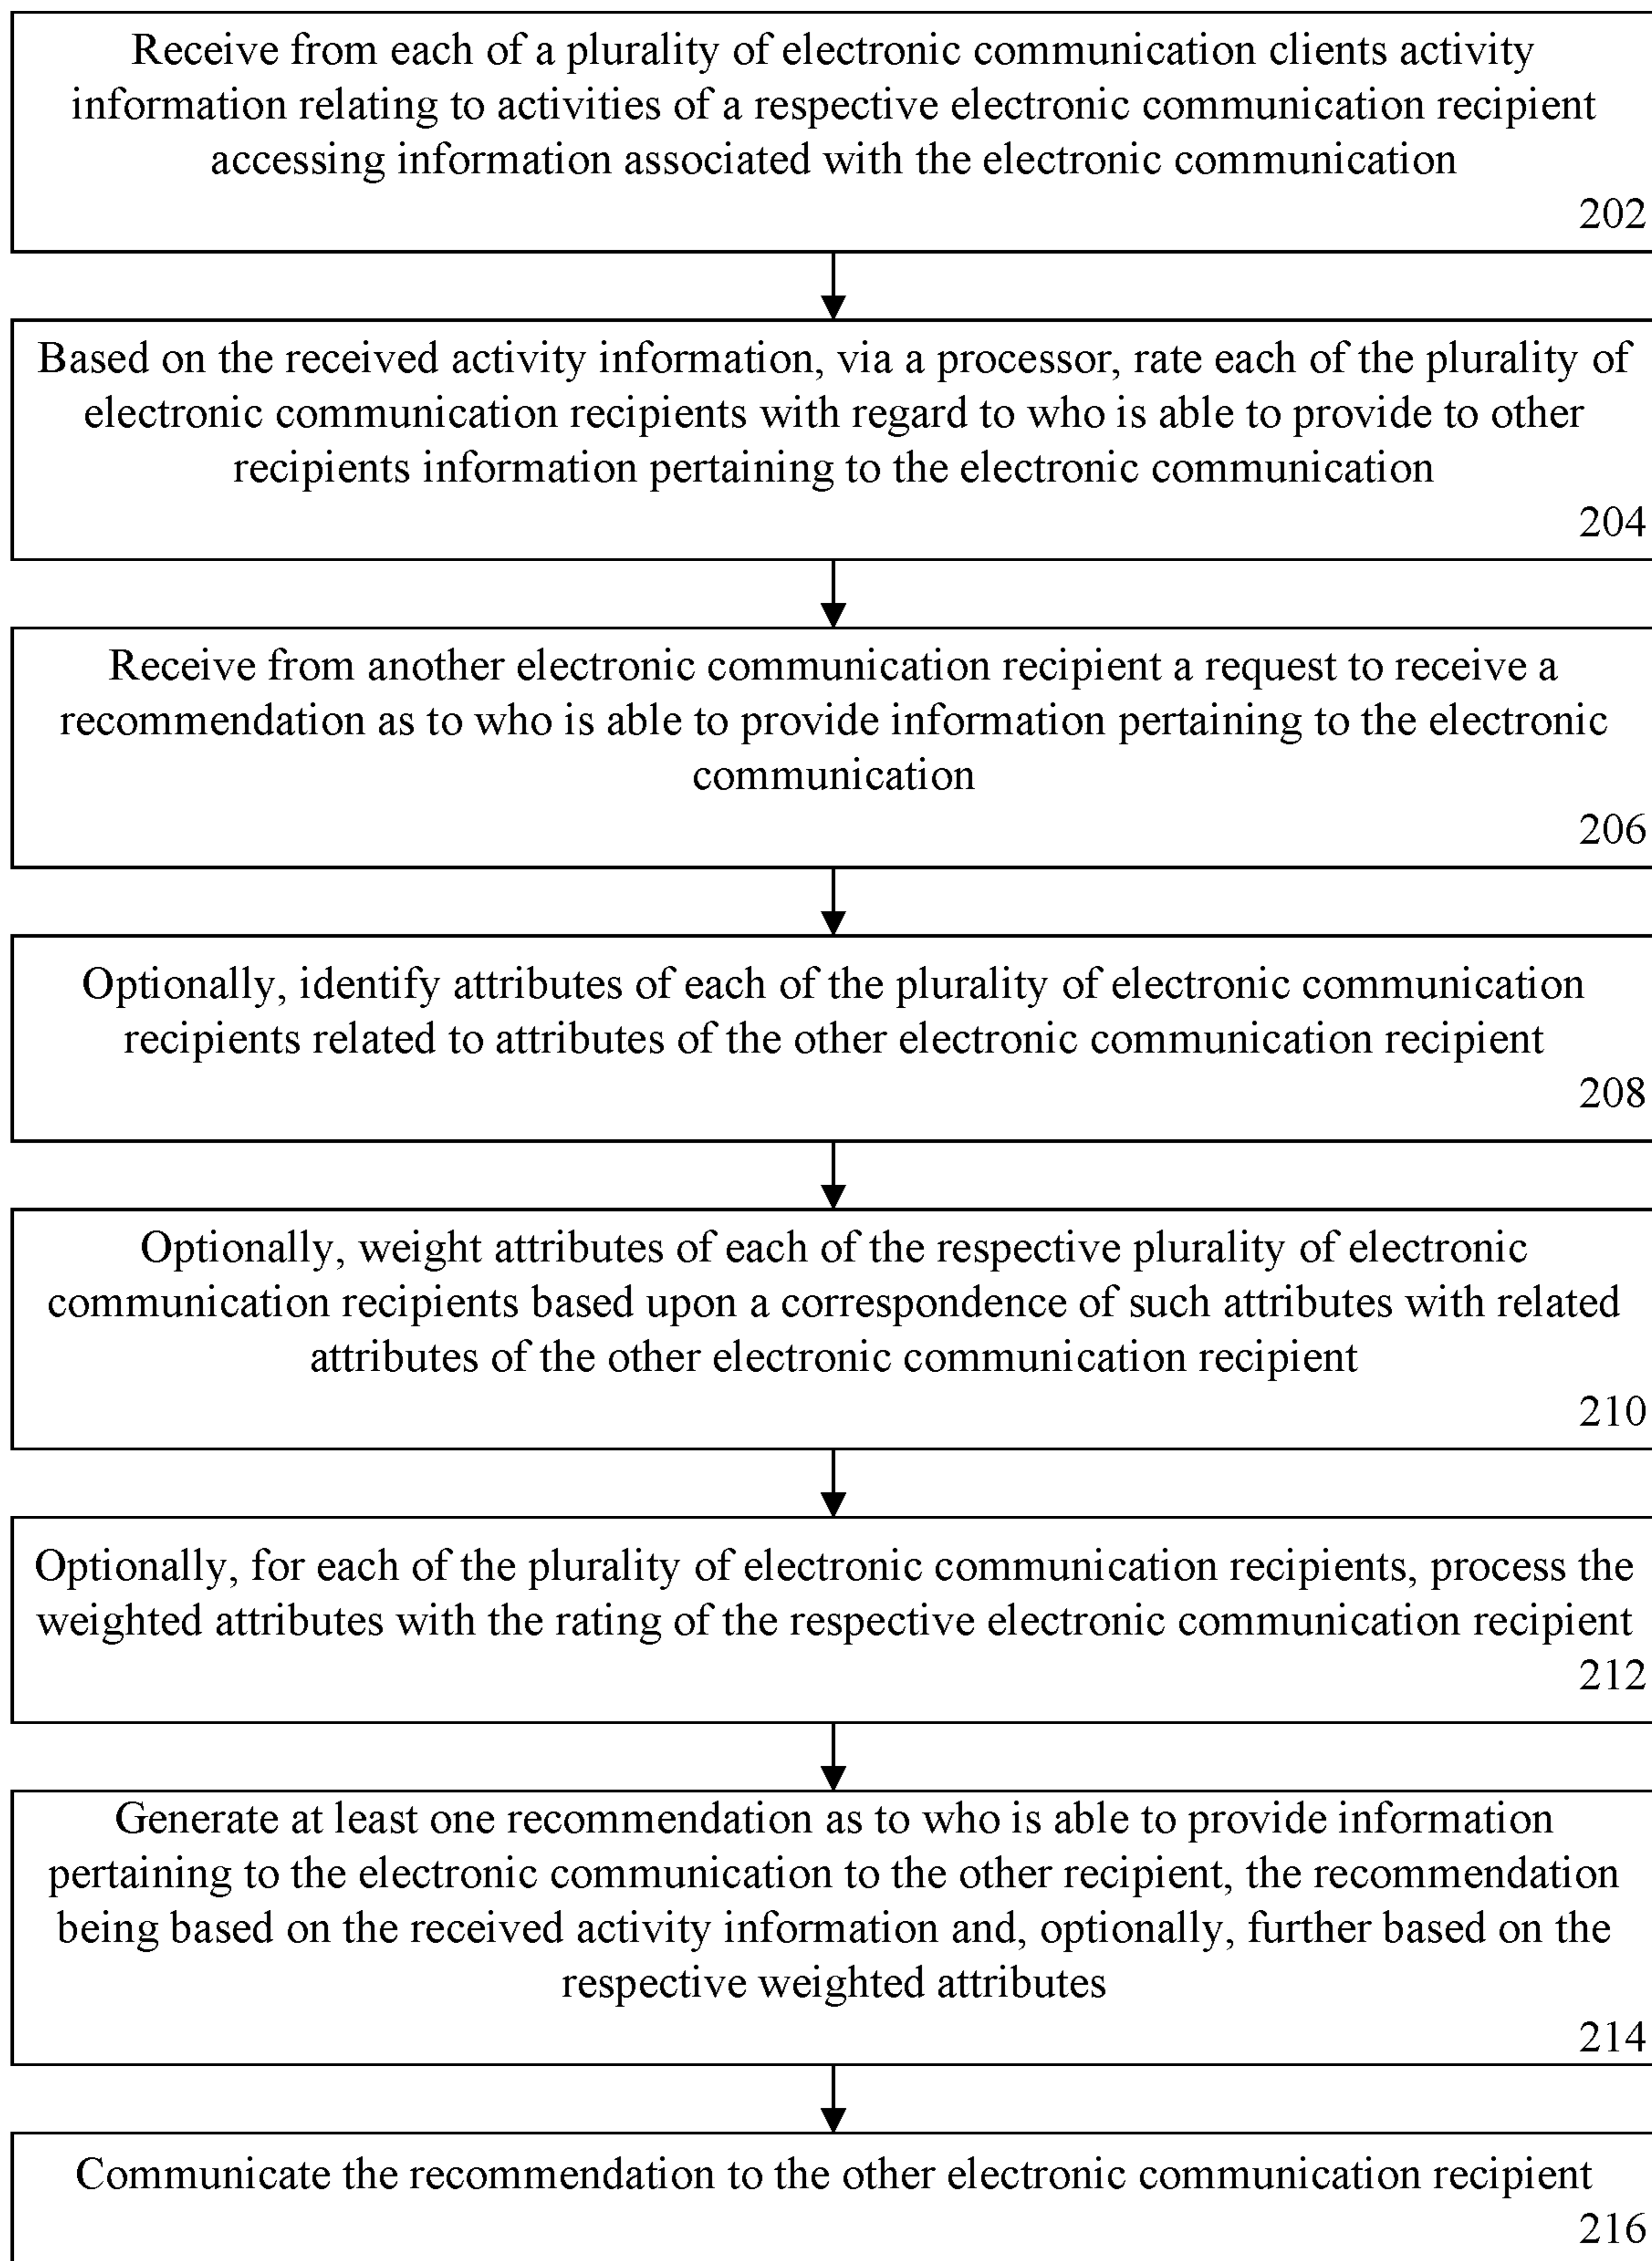 Receive from each of a plurality of electronic communication clients activity
information relating to activities of a respective electronic communication recipient
accessing information associated with the electronic communication
202
Based on the received activity information, via a processor, rate each of the plurality of
electronic communication recipients with regard to who is able to provide to other
recipients information pertaining to the electronic communication
204
Receive from another electronic communication recipient a request to receive a
recommendation as to who is able to provide information pertaining to the electronic
communication
206
Optionally, identify attributes of each of the plurality of electronic communication
recipients related to attributes of the other electronic communication recipient
208
Optionally, weight attributes of each of the respective plurality of electronic
communication recipients based upon a correspondence of such attributes with related
attributes of the other electronic communication recipient
210
Optionally, for each of the plurality of electronic communication recipients, process the
weighted attributes with the rating of the respective electronic communication recipient
212
Generate at least one recommendation as to who is able to provide information
pertaining to the electronic communication to the other recipient, the recommendation
being based on the received activity information and, optionally, further based on the
respective weighted attributes
214
Communicate the recommendation to the other electronic communication recipient
216